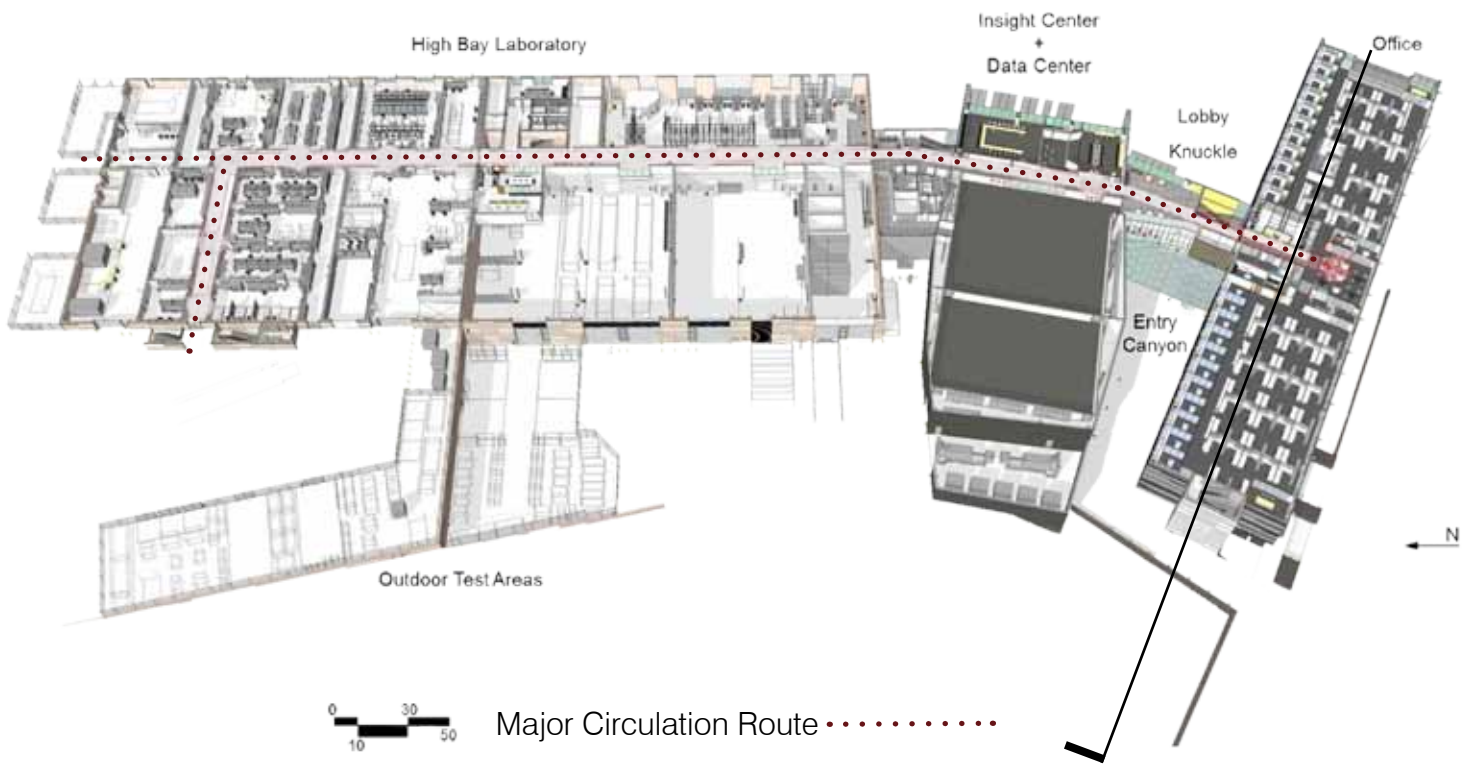 High Bay Laboratory
Insight Center
+
Data Center
Office
Lobby
Knuckle
Entry
Canyon
N
Outdoor Test Areas
0 30
10 50
Major Circulation Route